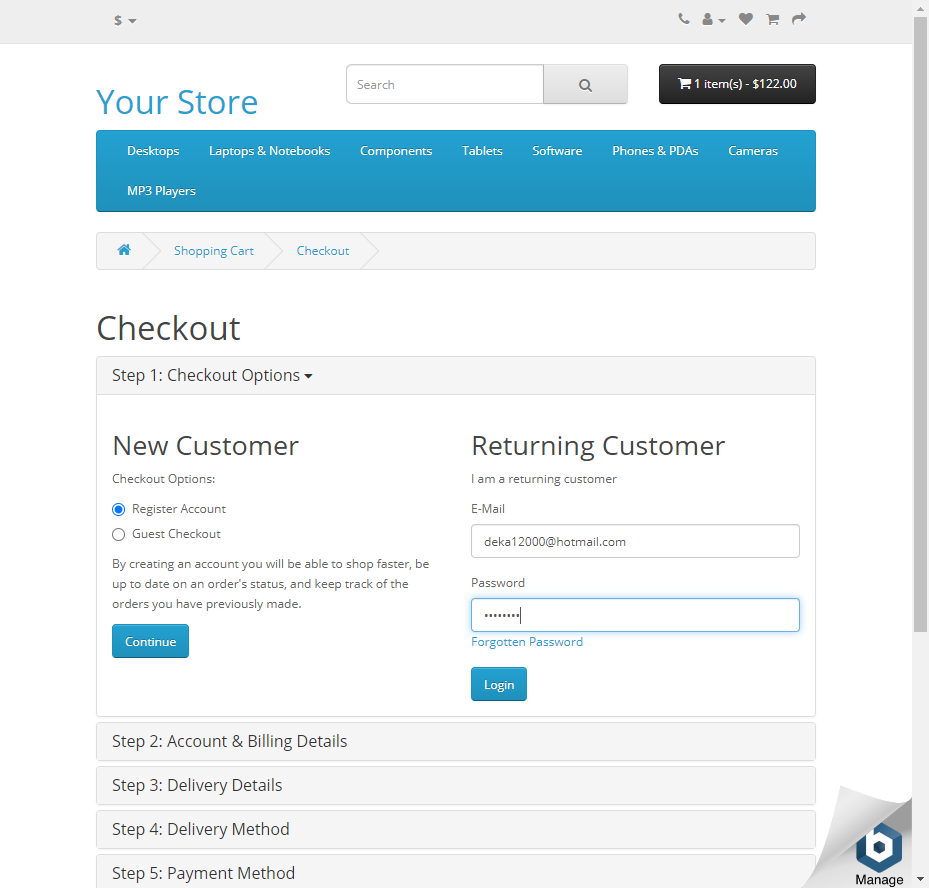 $
Search
1 item(s) - $122.00
Your Store
Desktops Laptops & Notebooks Components Tablets Software Phones & PDAs Cameras
MP3 Players
Shopping Cart Checkout
Checkout
Step 1: Checkout Options
New Customer
Checkout Options:
Register Account
Guest Checkout
By creating an account you will be able to shop faster, be
up to date on an order's status, and keep track of the
orders you have previously made.
Continue
Returning Customer
I am a returning customer
E-Mail
deka12000@hotmail.com
Password
••••••••
Forgotten Password
Login
Step 2: Account & Billing Details
Step 3: Delivery Details
Step 4: Delivery Method
Step 5: Payment Method
Manage